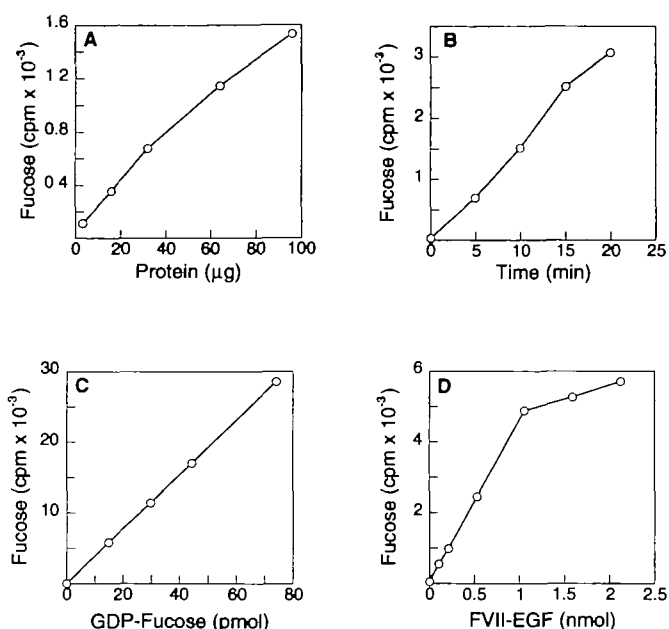 A
Fucose (cpm x 10⁻³)
1.6
1.2
0.8
0 4
0 20 40 60 80 100
Protein (μg)
B
Fucose (cpm x 10⁻³)
3
2
1
0
0 5 10 15 20 25
Time (min)
C
Fucose (cpm x 10⁻³)
30
20
10
0
0 20 40 60 80
GDP-Fucose (pmol)
D
Fucose (cpm x 10⁻³)
6
4
2
0
0 0.5 1 1.5 2 2.5
FVII-EGF (nmol)